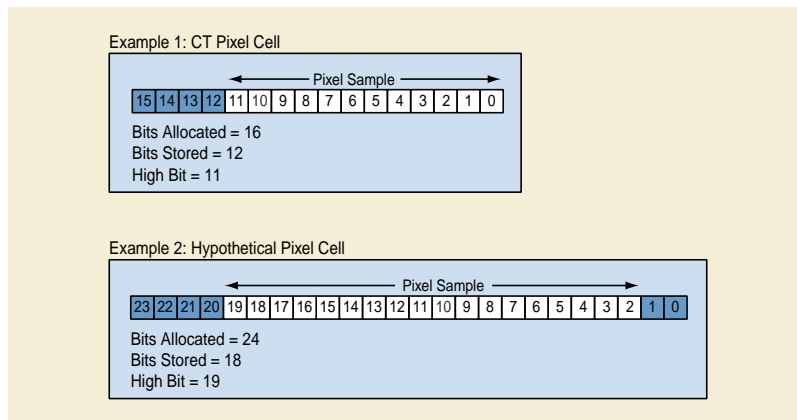 Example 1: CT Pixel Cell
Pixel Sample
15 14 13 12 11 10 9 8 7 6 5 4 3 2 1 0
Bits Allocated = 16
Bits Stored = 12
High Bit = 11
Example 2: Hypothetical Pixel Cell
Pixel Sample
23 22 21 20 19 18 17 16 15 14 13 12 11 10 9 8 7 6 5 4 3 2 1 0
Bits Allocated = 24
Bits Stored = 18
High Bit = 19